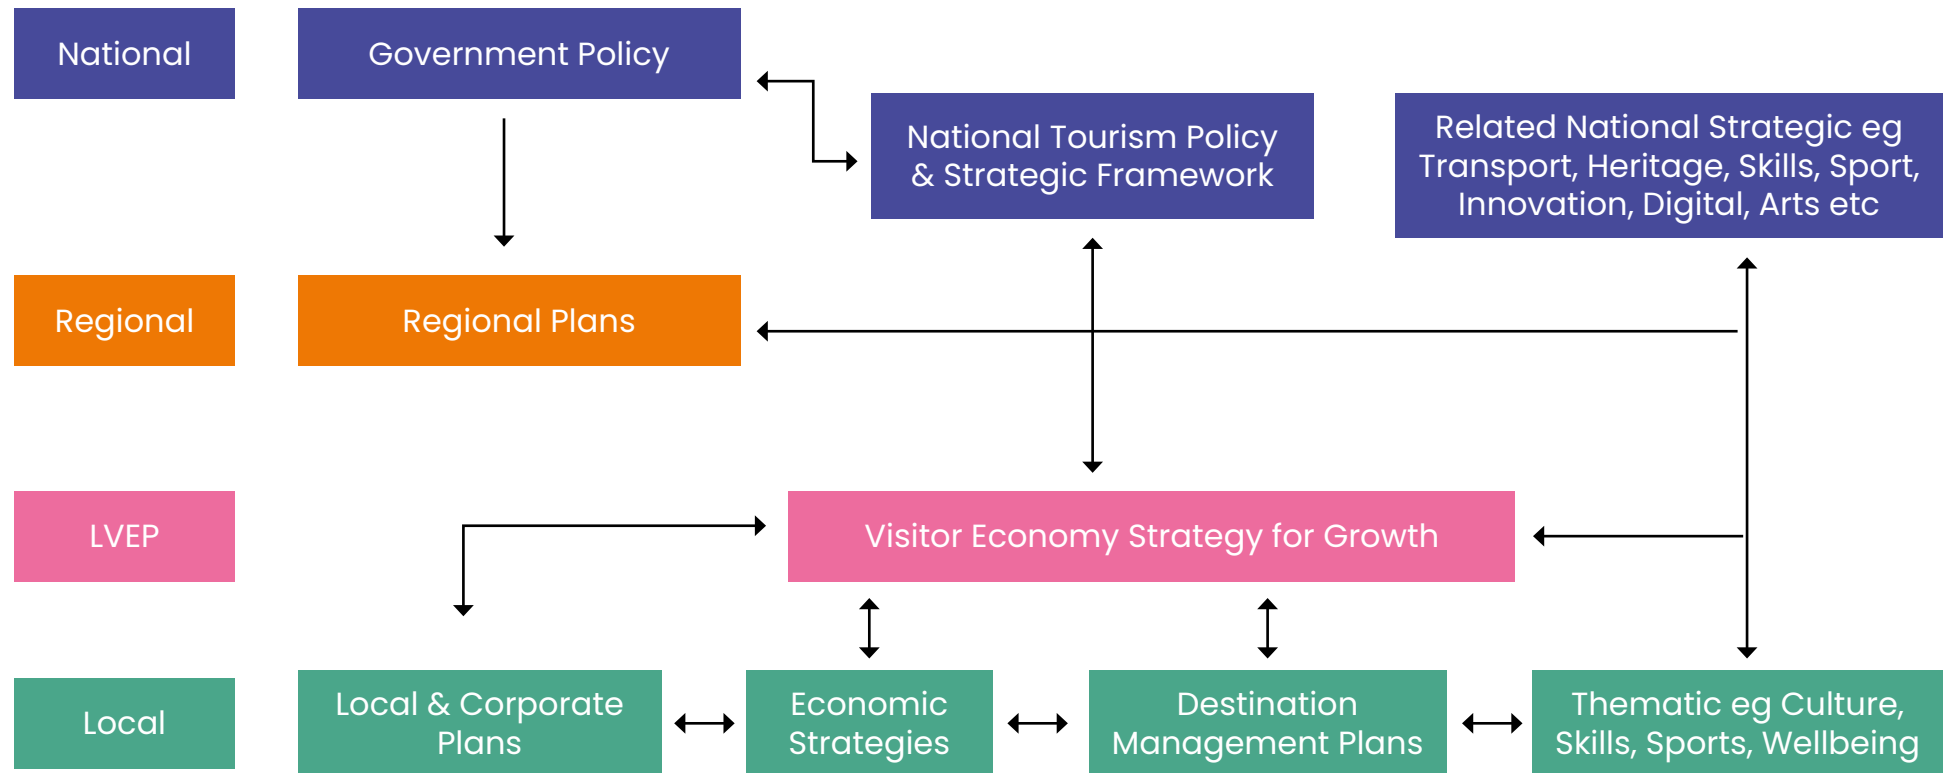 National
Government Policy
National Tourism Policy
& Strategic Framework
Related National Strategic eg
Transport, Heritage, Skills, Sport,
Innovation, Digital, Arts etc
Regional
Regional Plans
LVEP
Visitor Economy Strategy for Growth
Local
Local & Corporate
Plans
Economic
Strategies
Destination
Management Plans
Thematic eg Culture,
Skills, Sports, Wellbeing